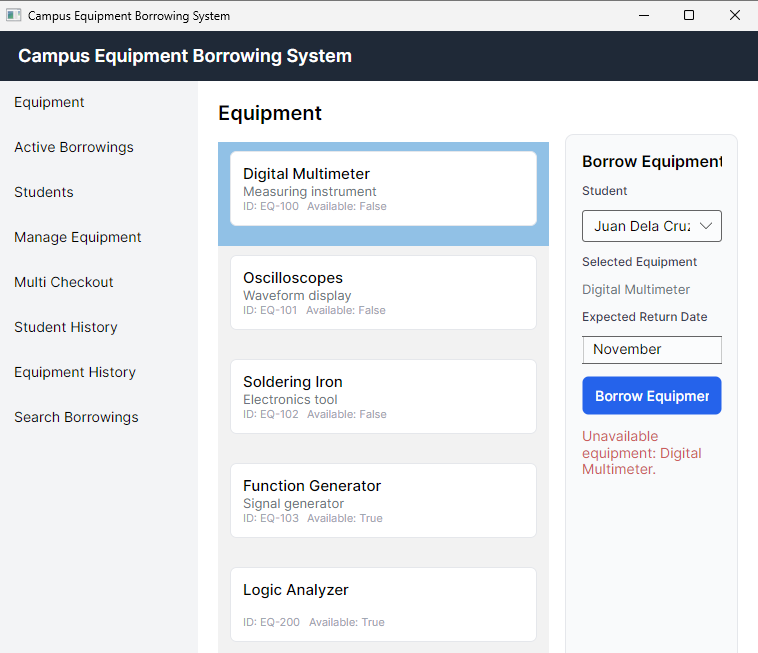 Campus Equipment Borrowing System
Campus Equipment Borrowing System
Equipment
Active Borrowings
Students
Manage Equipment
Multi Checkout
Student History
Equipment History
Search Borrowings
Equipment
Digital Multimeter
Measuring instrument
ID: EQ-100 Available: False
Oscilloscopes
Waveform display
ID: EQ-101 Available: False
Soldering Iron
Electronics tool
ID: EQ-102 Available: False
Function Generator
Signal generator
ID: EQ-103 Available: True
Logic Analyzer
ID: EQ-200 Available: True
Borrow Equipment
Student
Juan Dela Cruz
Selected Equipment
Digital Multimeter
Expected Return Date
November
Borrow Equipmer
Unavailable
equipment: Digital
Multimeter.